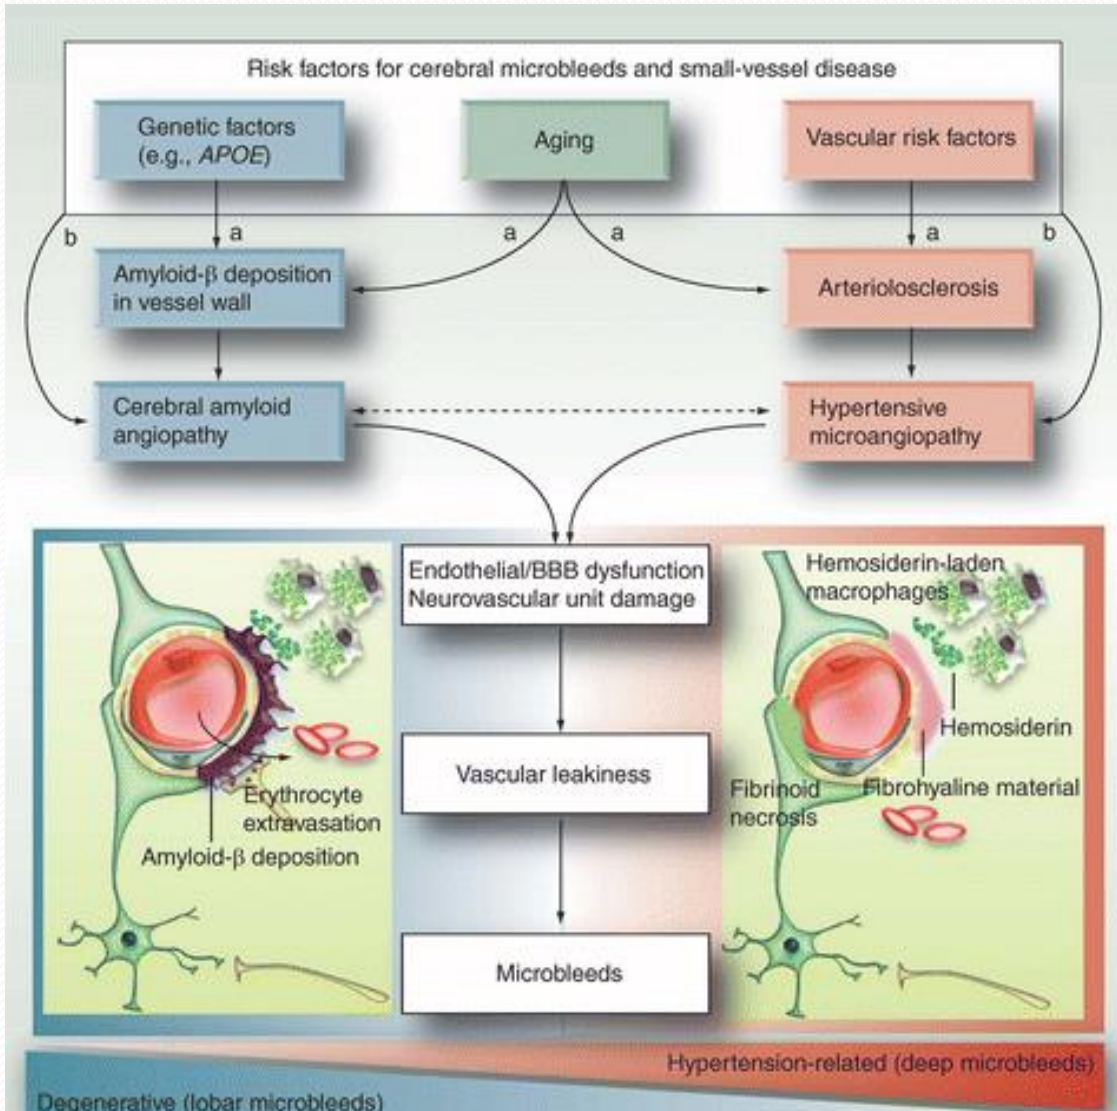 Risk factors for cerebral microbleeds and small-vessel disease
Genetic factors
(e.g., APOE)
Aging
Vascular risk factors
b
a
a
a
a
b
Amyloid-β deposition
in vessel wall
Arteriolosclerosis
Cerebral amyloid
angiopathy
Hypertensive
microangiopathy
Endothelial/BBB dysfunction
Neurovascular unit damage
Hemosiderin-laden
macrophages
Hemosiderin
Vascular leakiness
Erythrocyte
extravasation
Amyloid-β deposition
Fibrinoid
necrosis
Fibrohyaline material
Microbleeds
Hypertension-related (deep microbleeds)
Degenerative (lobar microbleeds)